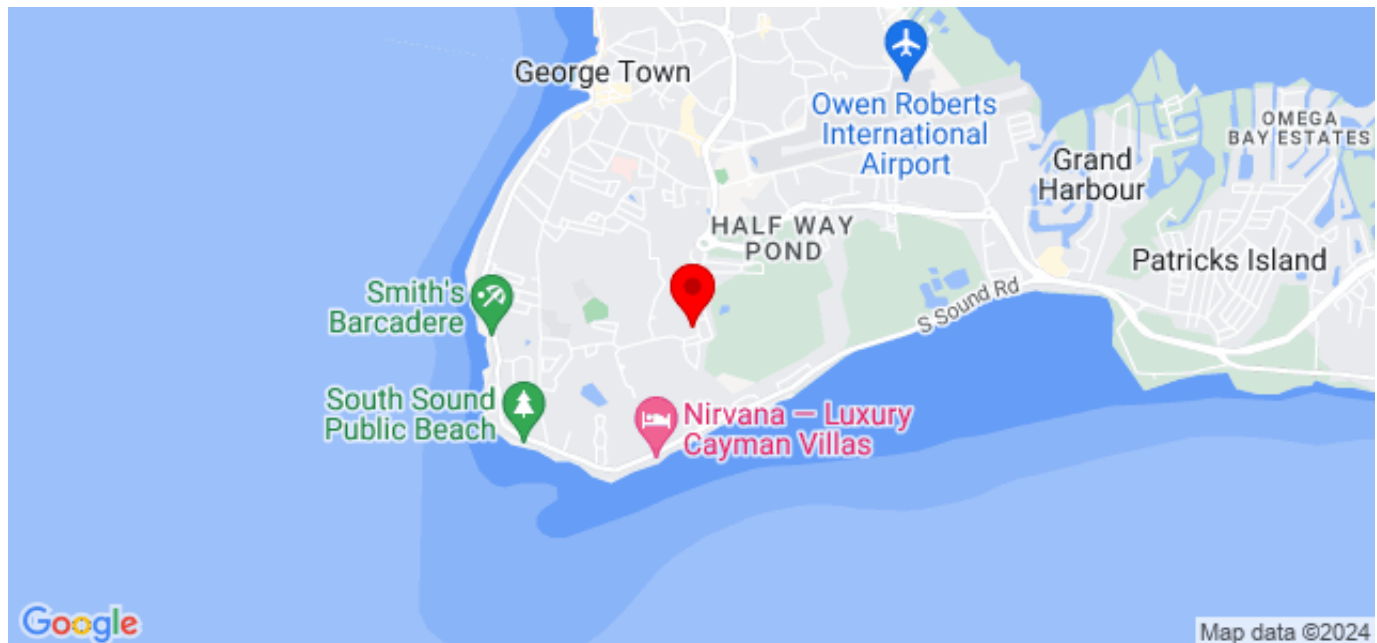 George Town
Owen Roberts
International
Airport
OMEGA
BAY ESTATES
Grand
Harbour
HALF WAY
POND
Patricks Island
Smith's
Barcadere
S Sound Rd
South Sound
Public Beach
Nirvana — Luxury
Cayman Villas
Google
Map data ©2024